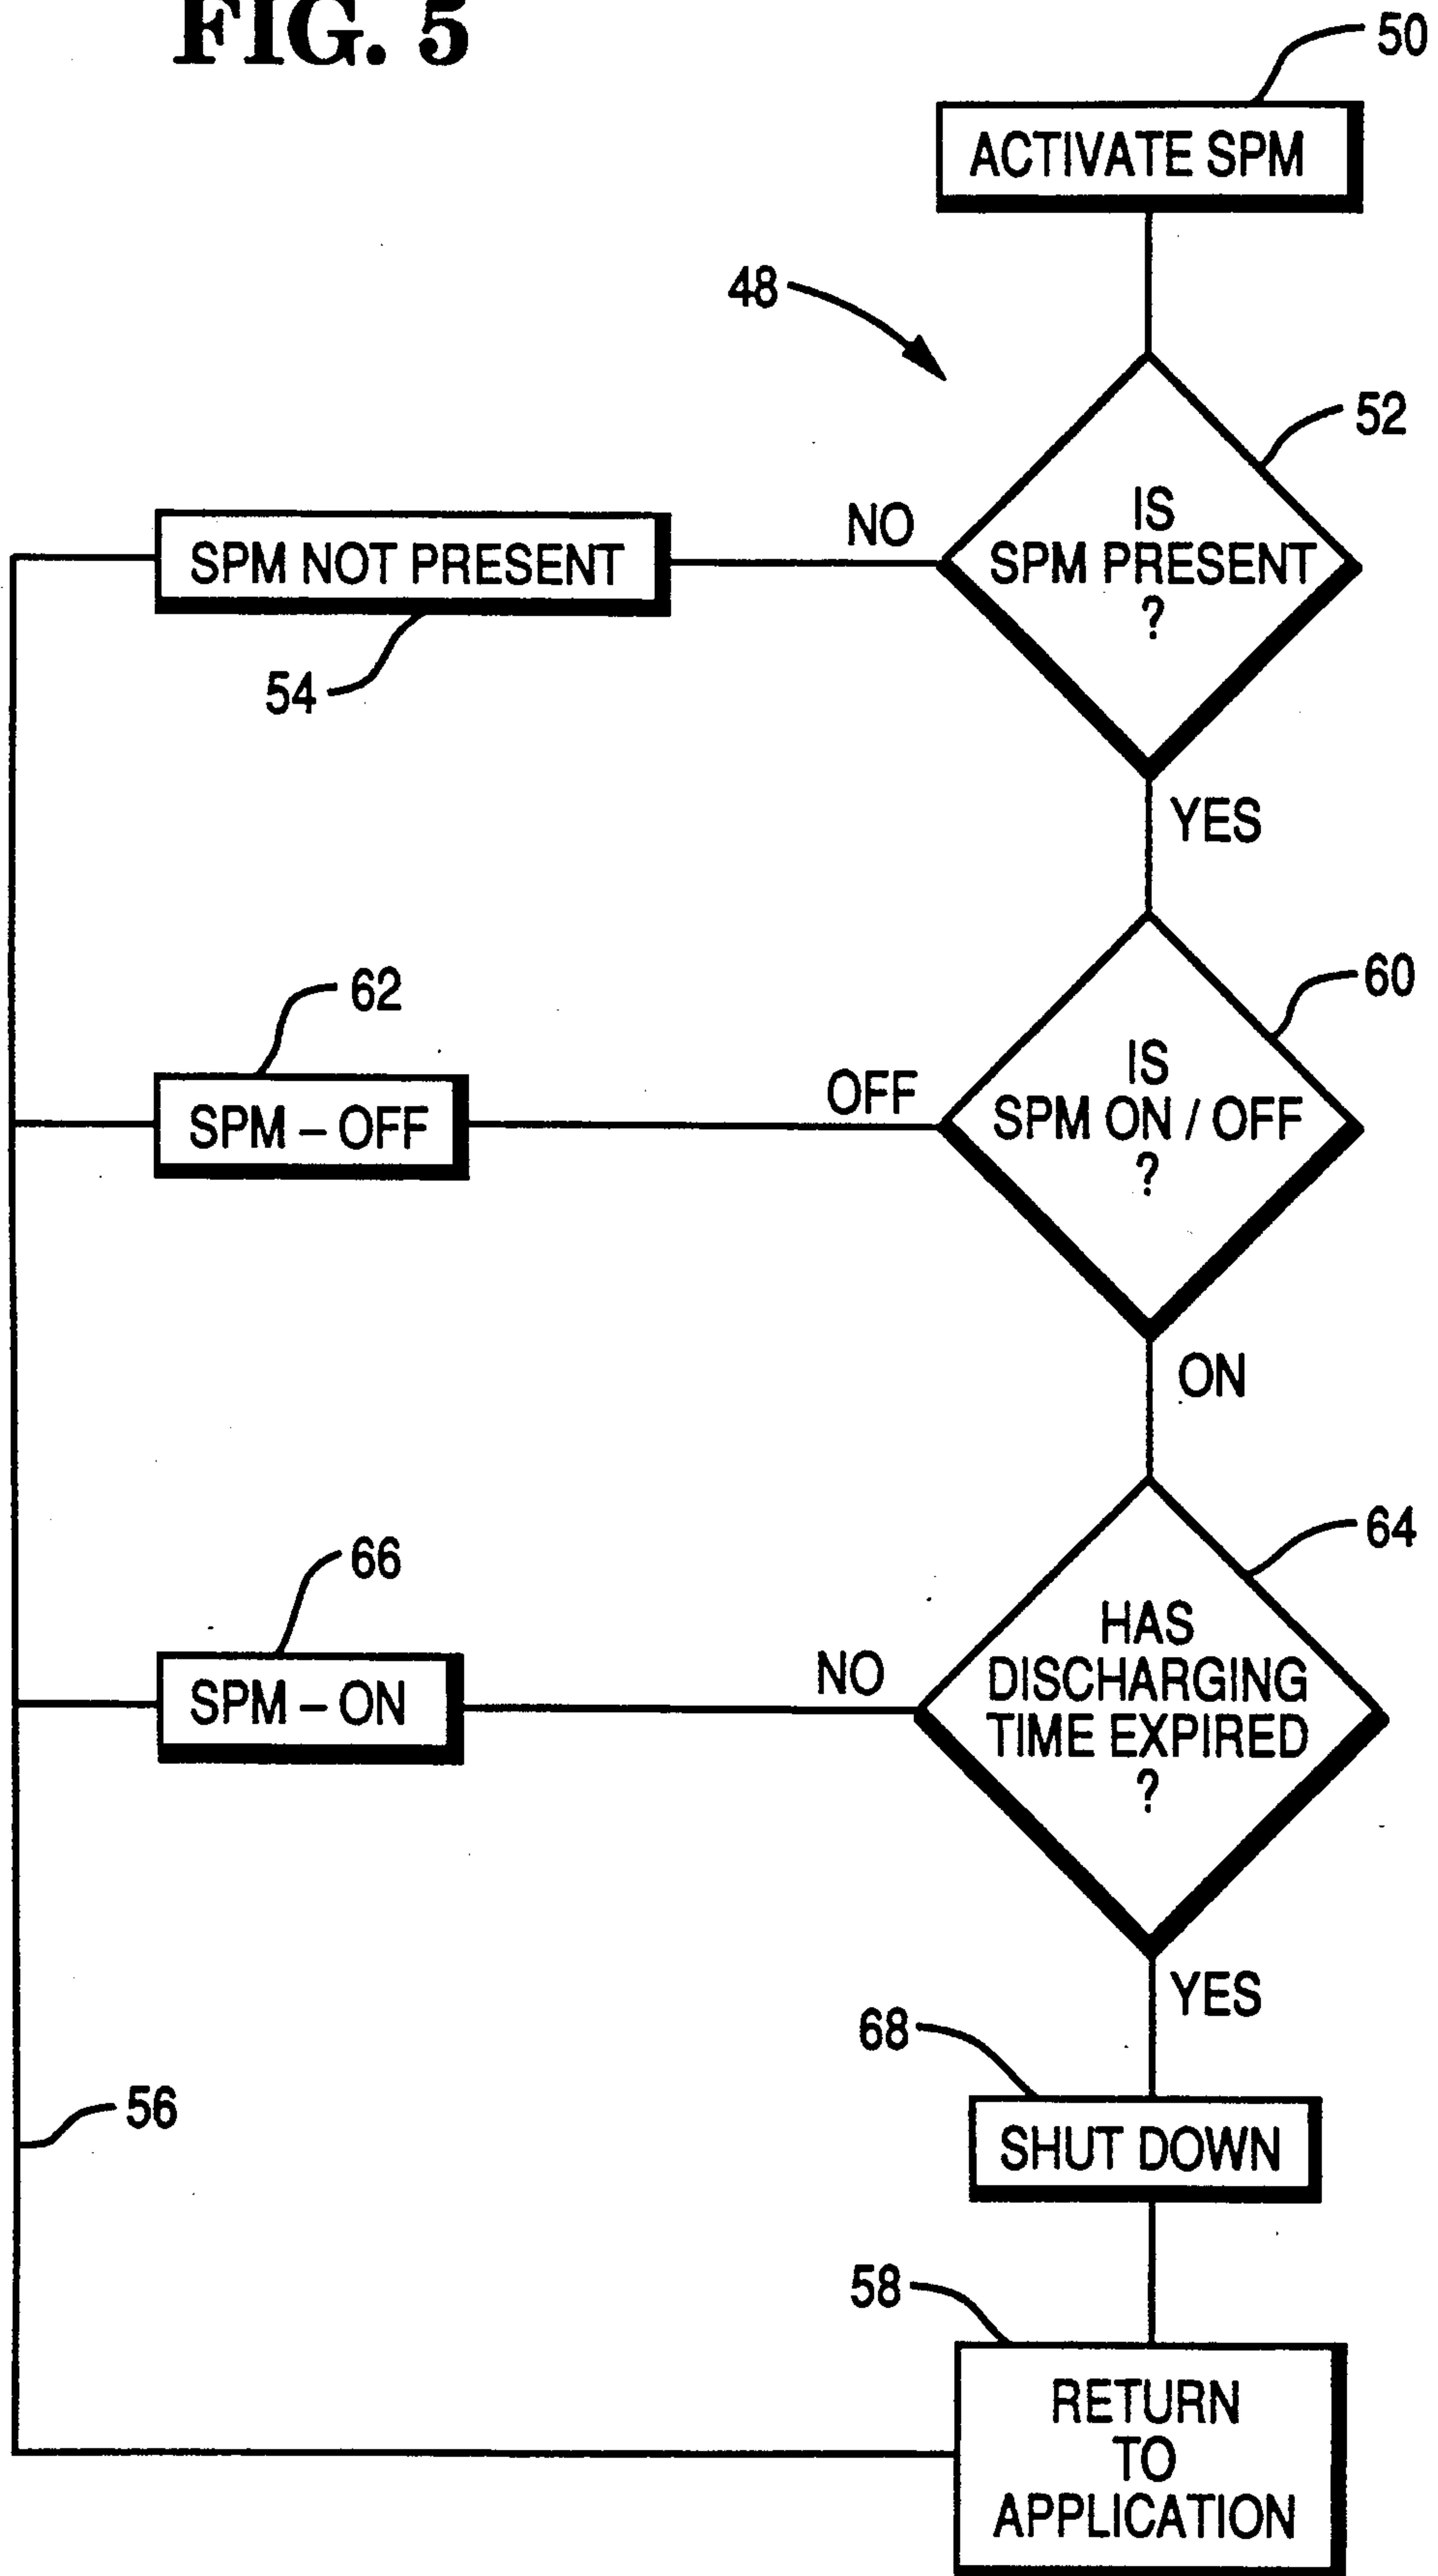 FIG. 5
50
ACTIVATE SPM
48
52
IS
SPM PRESENT
?
NO
SPM NOT PRESENT
54
YES
60
62
IS
SPM ON / OFF
?
OFF
SPM – OFF
ON
64
66
HAS
DISCHARGING
TIME EXPIRED
?
NO
SPM – ON
YES
68
56
SHUT DOWN
58
RETURN
TO
APPLICATION